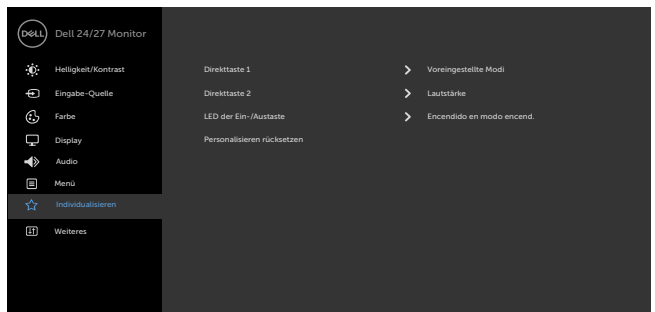 DELL Dell 24/27 Monitor
Helligkeit/Kontrast
Direkttaste 1
Voreingestellte Modi
Eingabe-Quelle
Direkttaste 2
Lautstärke
Farbe
LED der Ein-/Austaste
Encendido en modo encend.
Display
Personalisieren rücksetzen
Audio
Menü
Individualisieren
Weiteres